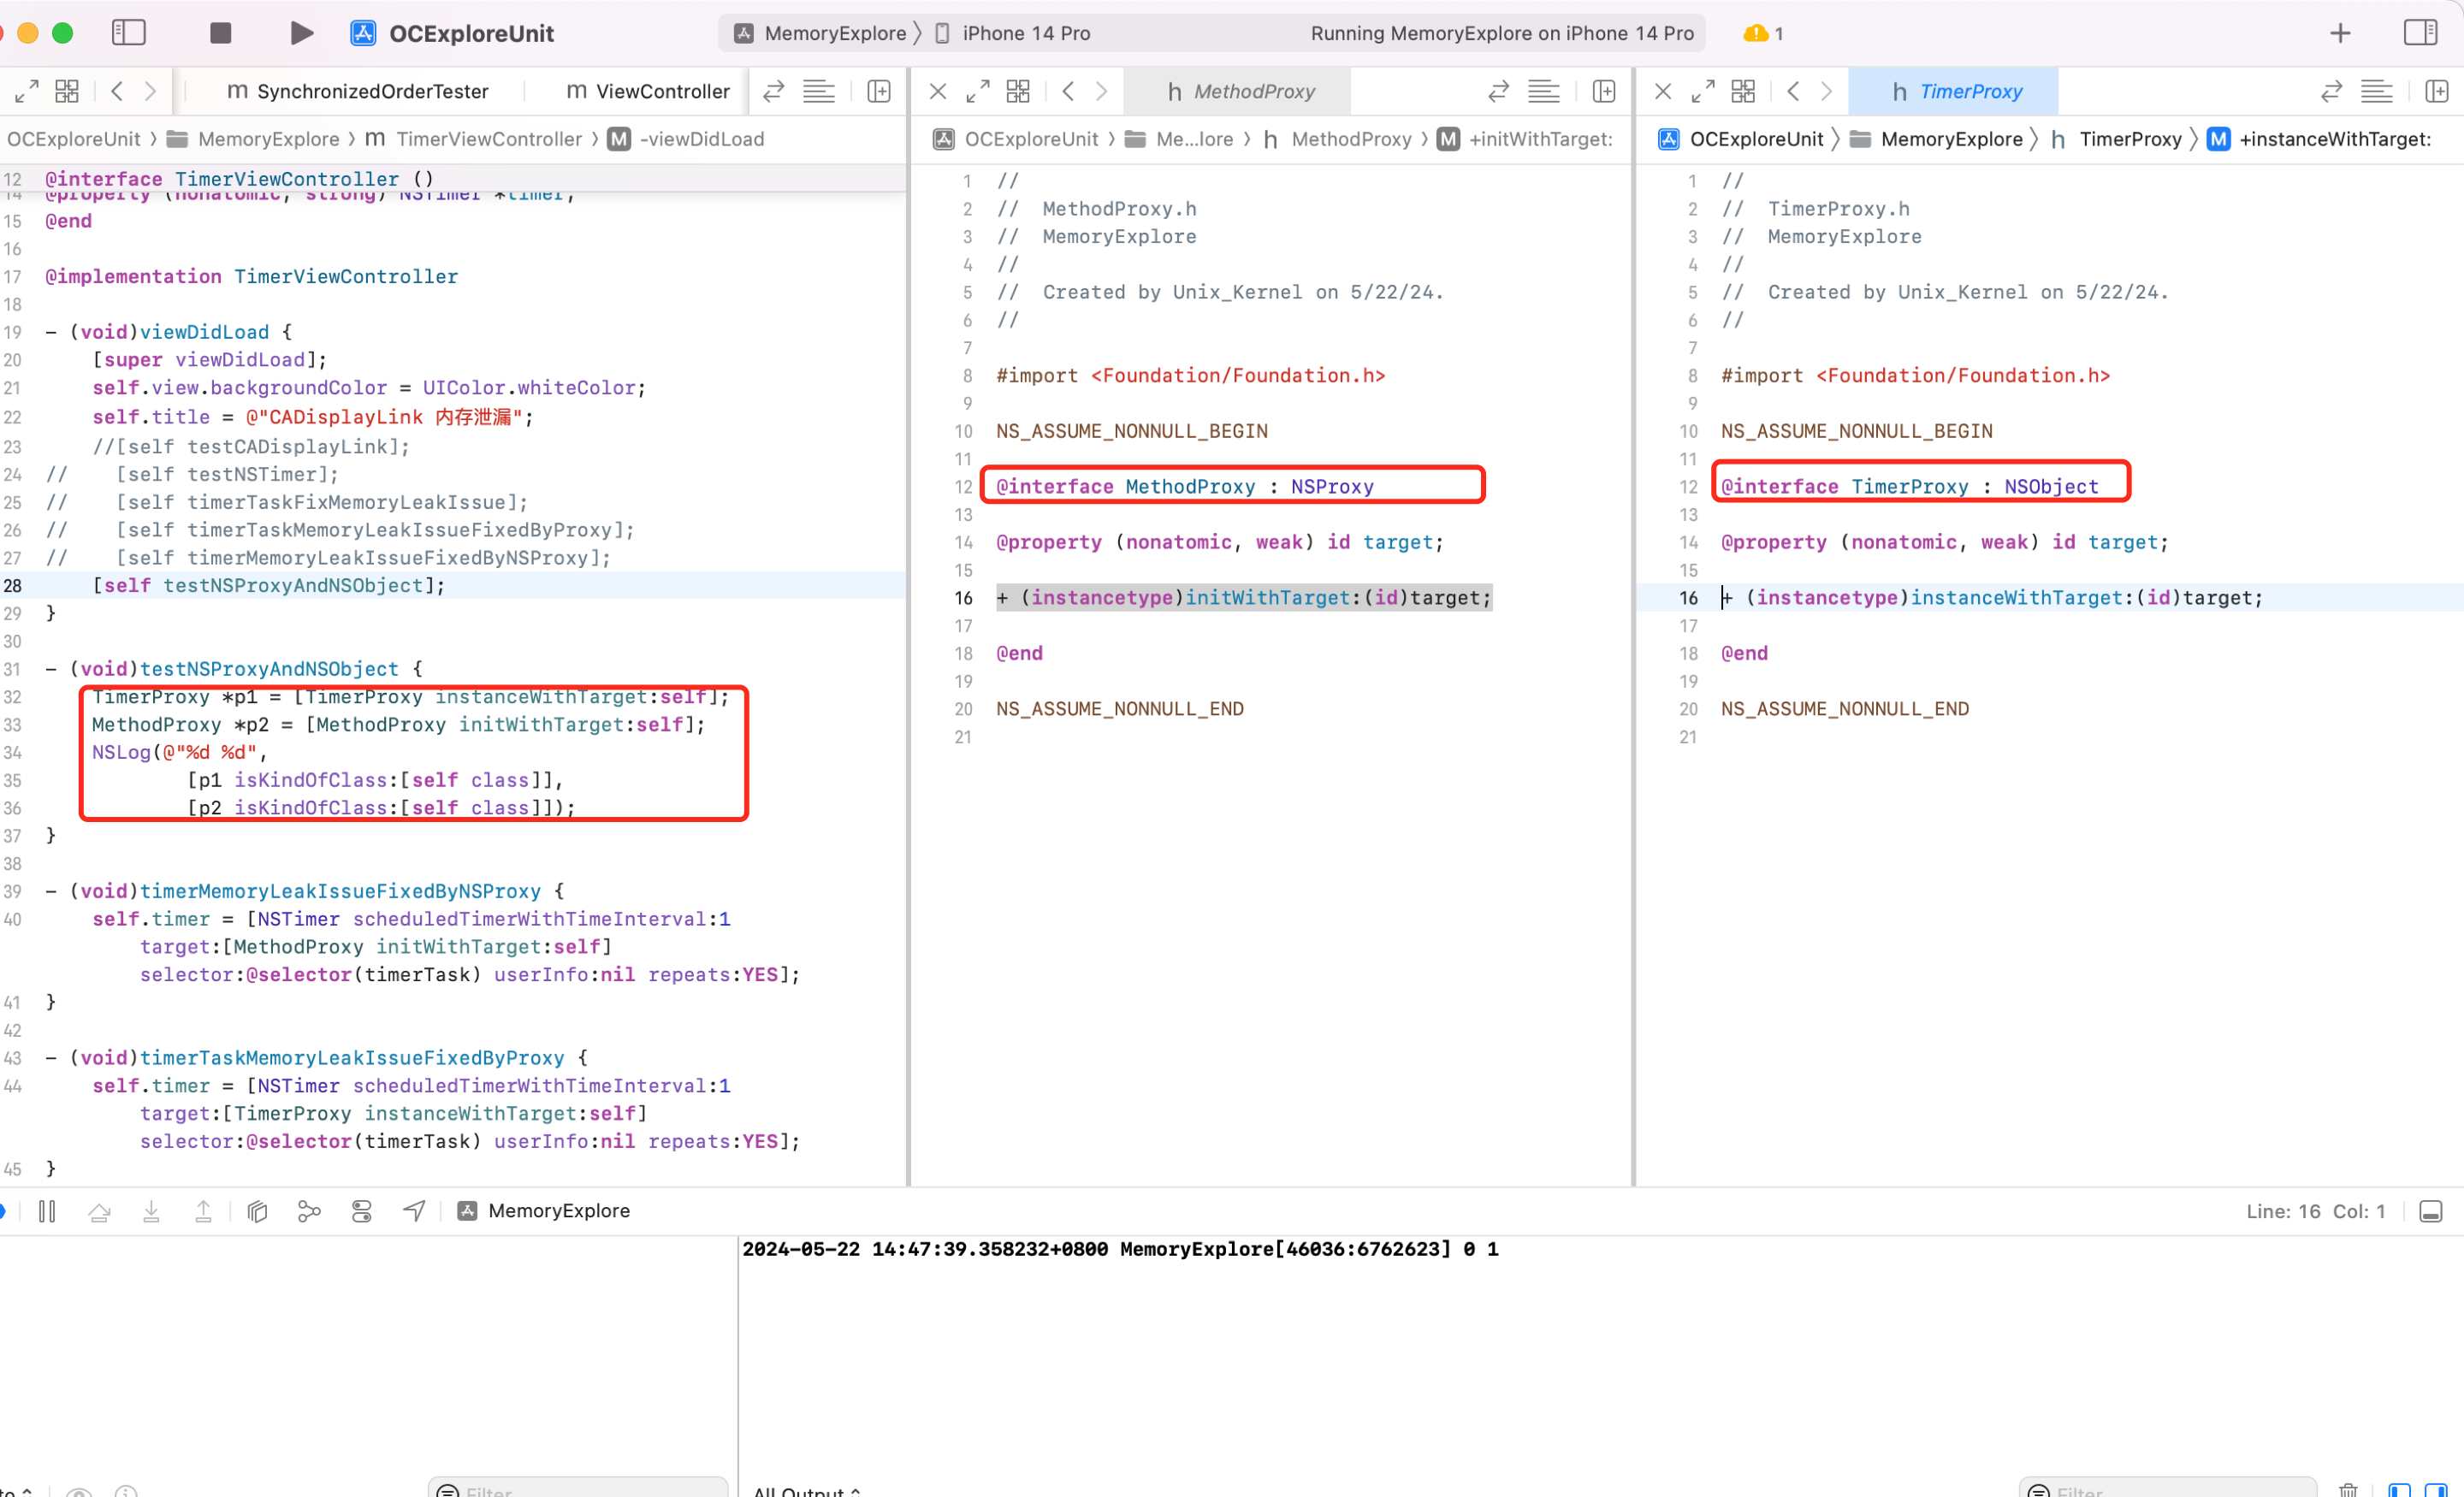 OCExploreUnit
MemoryExplore 〉 iPhone 14 Pro
Running MemoryExplore on iPhone 14 Pro
1
m SynchronizedOrderTester
m ViewController
h MethodProxy
h TimerProxy
OCExploreUnit 〉 MemoryExplore 〉 m TimerViewController 〉 M -viewDidLoad
OCExploreUnit 〉 Me...lore 〉 h MethodProxy 〉 M +initWithTarget:
OCExploreUnit 〉 MemoryExplore 〉 h TimerProxy 〉 M +instanceWithTarget:
12 @interface TimerViewController ()
14 @property (nonatomic, strong) NSTimer *timer;
15 @end
16
17 @implementation TimerViewController
18
19 - (void)viewDidLoad {
20     [super viewDidLoad];
21     self.view.backgroundColor = UIColor.whiteColor;
22     self.title = @"CADisplayLink 内存泄漏";
23     //[self testCADisplayLink];
24 //    [self testNSTimer];
25 //    [self timerTaskFixMemoryLeakIssue];
26 //    [self timerTaskMemoryLeakIssueFixedByProxy];
27 //    [self timerMemoryLeakIssueFixedByNSProxy];
28     [self testNSProxyAndNSObject];
29 }
30
31 - (void)testNSProxyAndNSObject {
32     TimerProxy *p1 = [TimerProxy instanceWithTarget:self];
33     MethodProxy *p2 = [MethodProxy initWithTarget:self];
34     NSLog(@"%d %d",
35             [p1 isKindOfClass:[self class]],
36             [p2 isKindOfClass:[self class]]);
37 }
38
39 - (void)timerMemoryLeakIssueFixedByNSProxy {
40     self.timer = [NSTimer scheduledTimerWithTimeInterval:1
        target:[MethodProxy initWithTarget:self]
        selector:@selector(timerTask) userInfo:nil repeats:YES];
41 }
42
43 - (void)timerTaskMemoryLeakIssueFixedByProxy {
44     self.timer = [NSTimer scheduledTimerWithTimeInterval:1
        target:[TimerProxy instanceWithTarget:self]
        selector:@selector(timerTask) userInfo:nil repeats:YES];
45 }
1 //
2 //  MethodProxy.h
3 //  MemoryExplore
4 //
5 //  Created by Unix_Kernel on 5/22/24.
6 //
7
8 #import <Foundation/Foundation.h>
9
10 NS_ASSUME_NONNULL_BEGIN
11
12 @interface MethodProxy : NSProxy
13
14 @property (nonatomic, weak) id target;
15
16 + (instancetype)initWithTarget:(id)target;
17
18 @end
19
20 NS_ASSUME_NONNULL_END
21
1 //
2 //  TimerProxy.h
3 //  MemoryExplore
4 //
5 //  Created by Unix_Kernel on 5/22/24.
6 //
7
8 #import <Foundation/Foundation.h>
9
10 NS_ASSUME_NONNULL_BEGIN
11
12 @interface TimerProxy : NSObject
13
14 @property (nonatomic, weak) id target;
15
16 + (instancetype)instanceWithTarget:(id)target;
17
18 @end
19
20 NS_ASSUME_NONNULL_END
21
MemoryExplore
Line: 16 Col: 1
2024-05-22 14:47:39.358232+0800 MemoryExplore[46036:6762623] 0 1
Filter
All Output
Filter